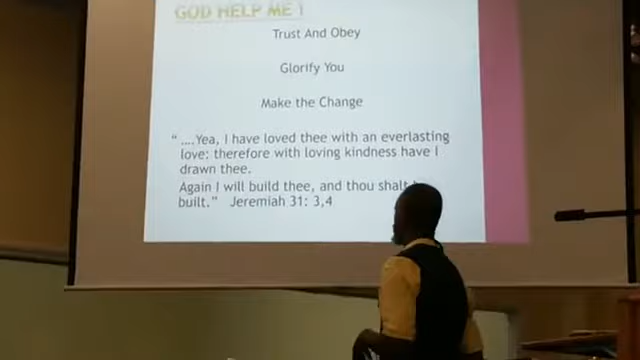 GOD HELP ME !
Trust And Obey
Glorify You
Make the Change
“ ....Yea, I have loved thee with an everlasting
love: therefore with loving kindness have I
drawn thee.
Again I will build thee, and thou shalt
built.” Jeremiah 31: 3,4